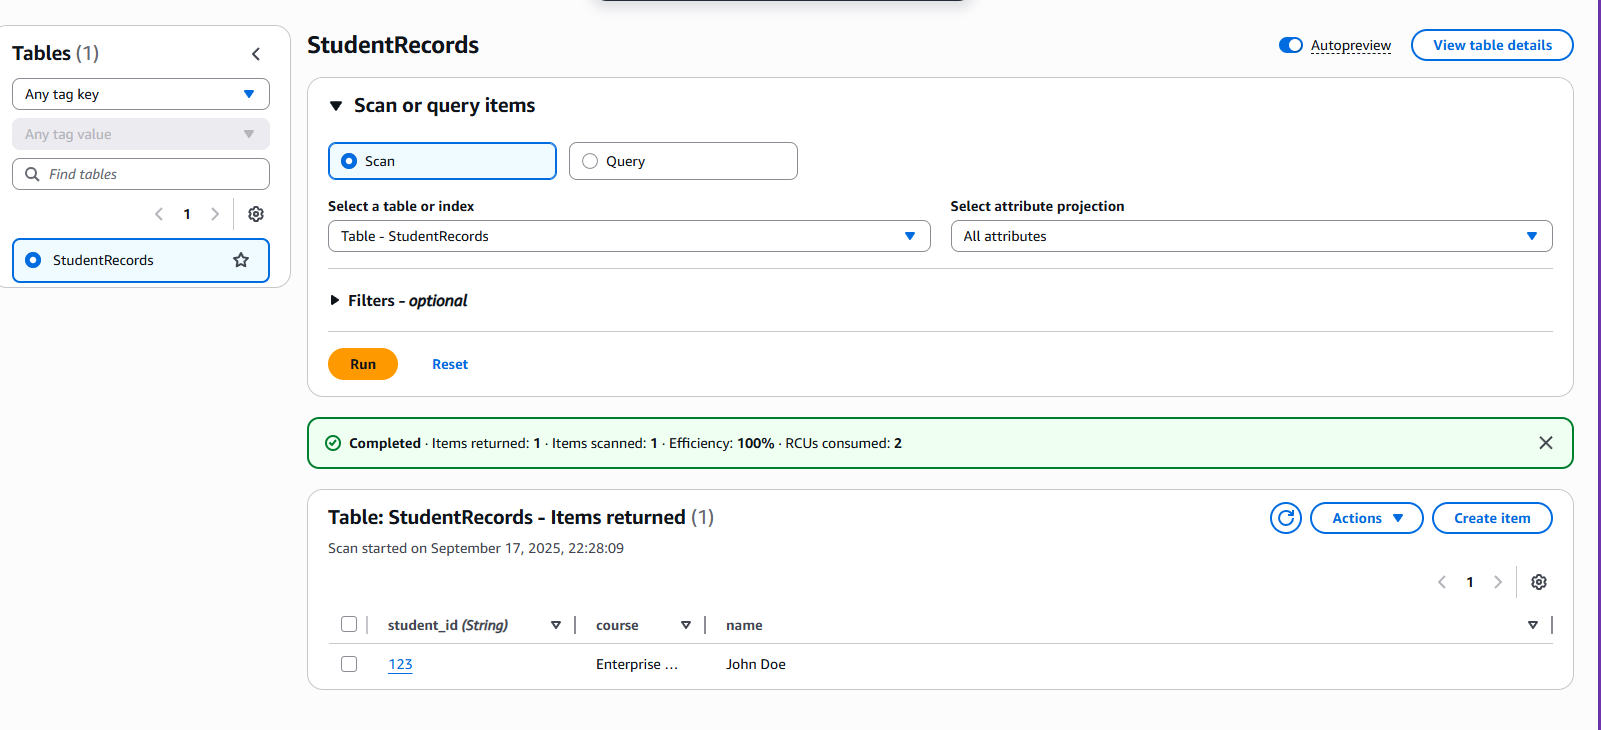 Tables (1)
Any tag key
Any tag value
Find tables
1
StudentRecords
StudentRecords
Autopreview
View table details
Scan or query items
Scan
Query
Select a table or index
Select attribute projection
Table - StudentRecords
All attributes
Filters - optional
Run
Reset
Completed · Items returned: 1 · Items scanned: 1 · Efficiency: 100% · RCUs consumed: 2
Table: StudentRecords - Items returned (1)
Actions
Create item
Scan started on September 17, 2025, 22:28:09
1
student_id (String)
course
name
123
Enterprise ...
John Doe